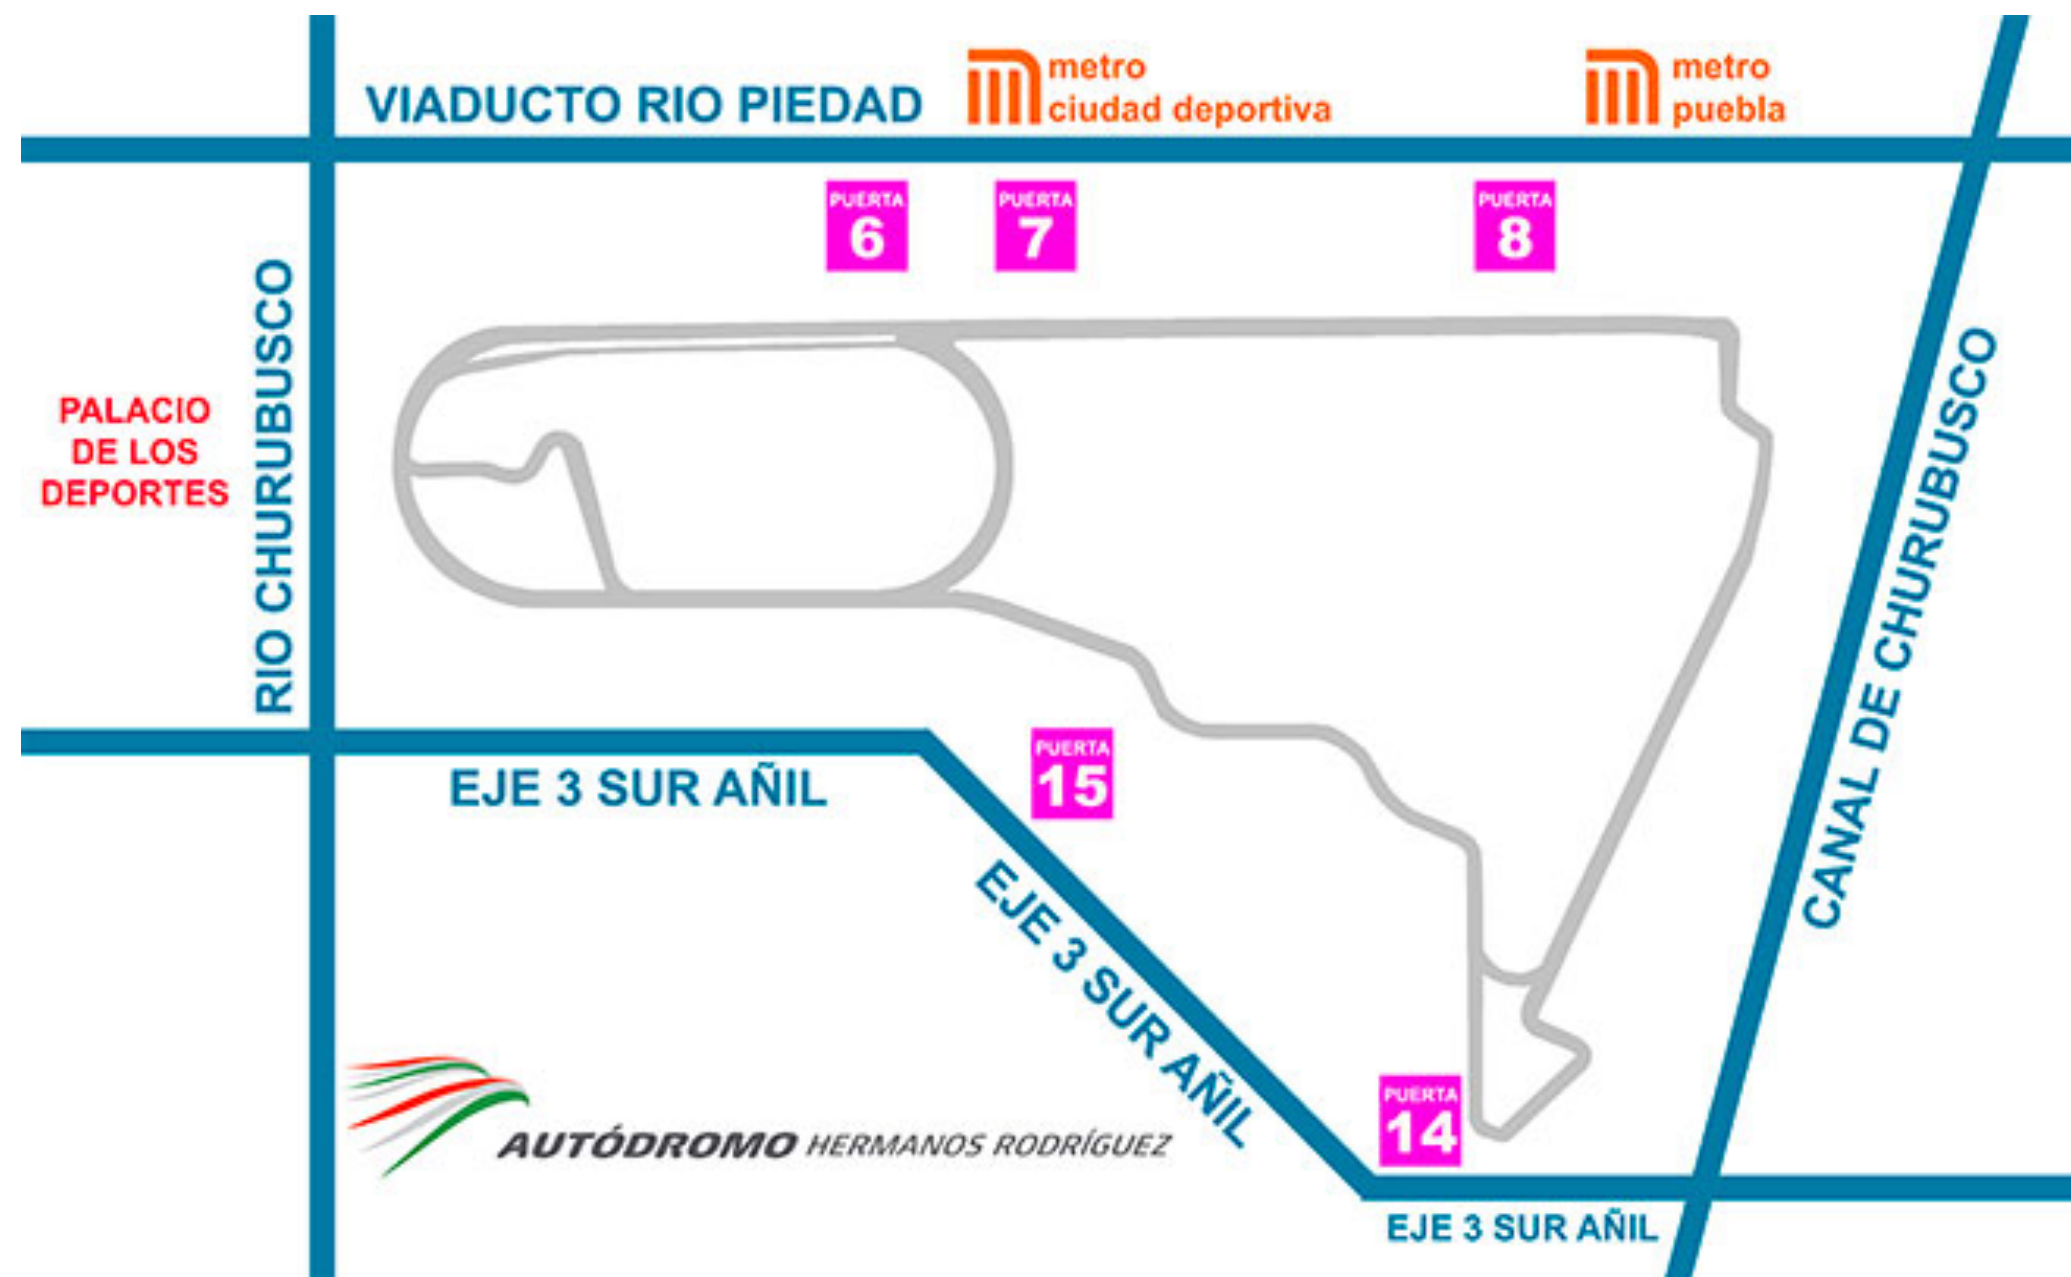 VIADUCTO RIO PIEDAD
metro
ciudad deportiva
metro
puebla
PUERTA
6
PUERTA
7
PUERTA
8
PALACIO
DE LOS
DEPORTES
RIO CHURUBUSCO
CANAL DE CHURUBUSCO
EJE 3 SUR AÑIL
PUERTA
15
EJE 3 SUR AÑIL
PUERTA
14
AUTÓDROMO HERMANOS RODRÍGUEZ
EJE 3 SUR AÑIL